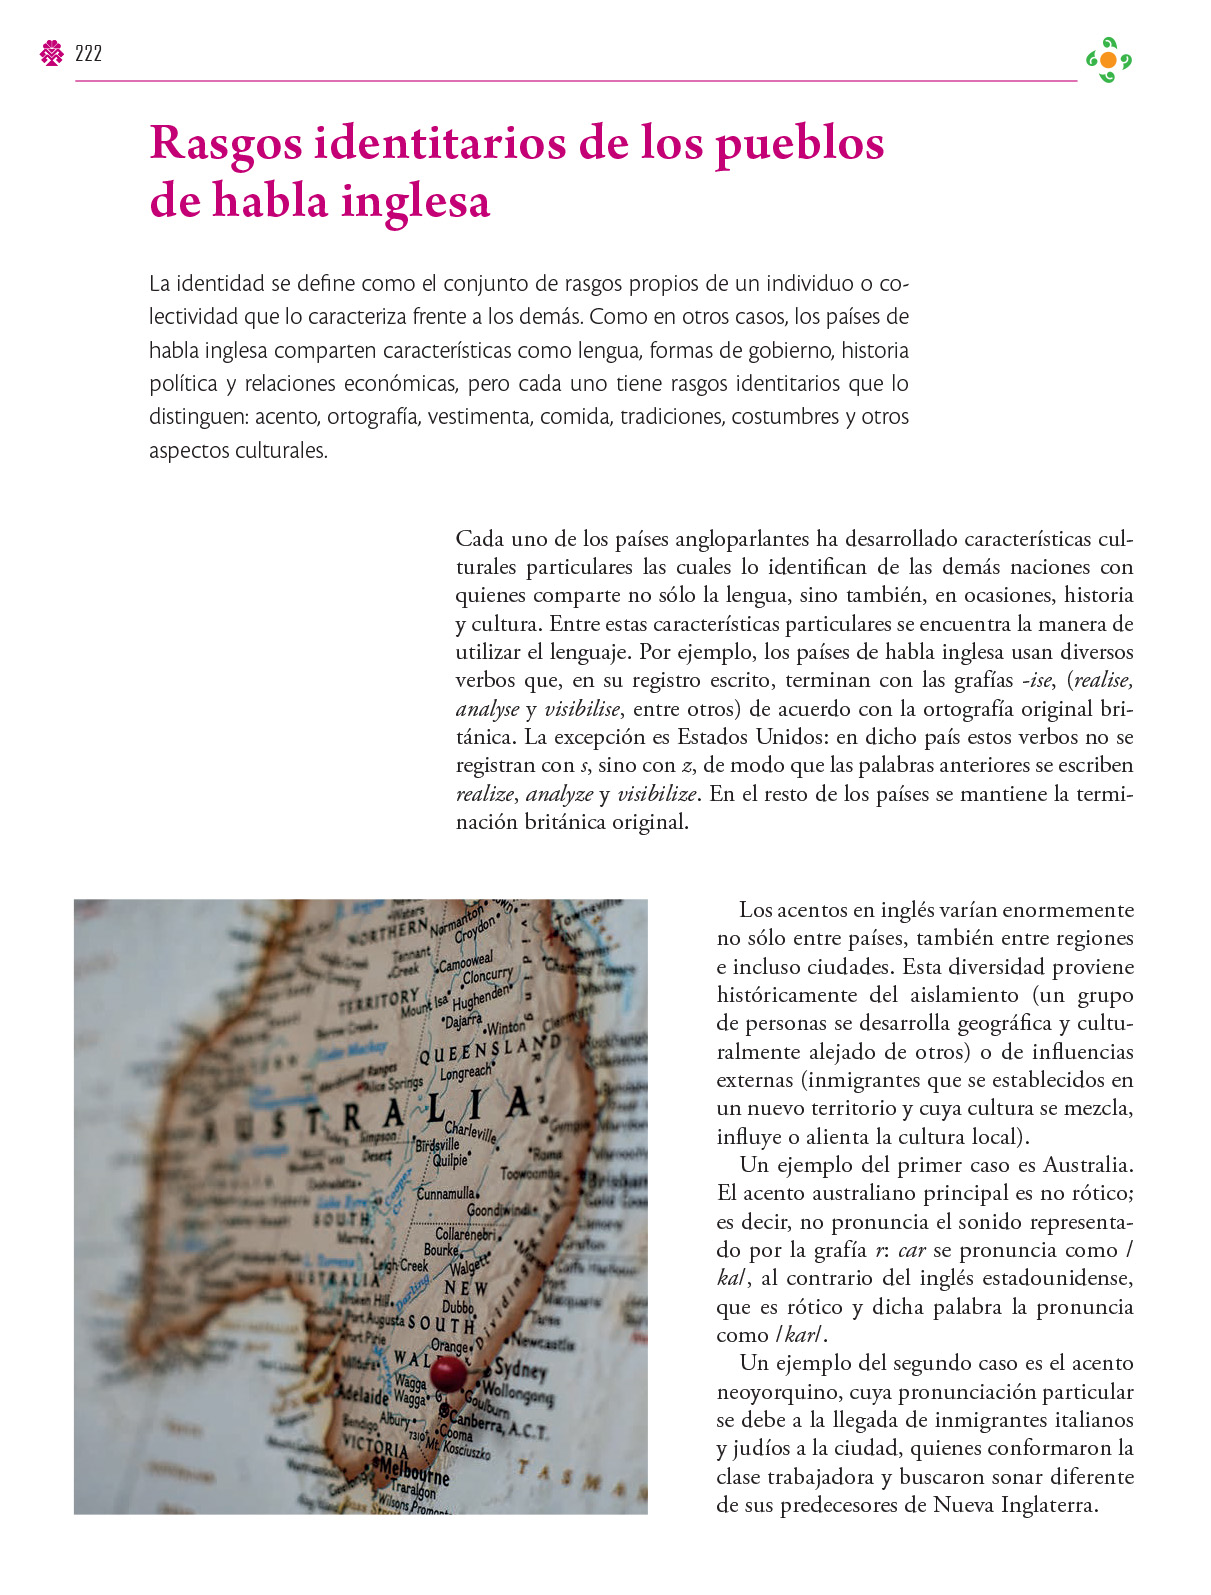 222
Rasgos identitarios de los pueblos
de habla inglesa
La identidad se define como el conjunto de rasgos propios de un individuo o co-
lectividad que lo caracteriza frente a los demás. Como en otros casos, los países de
habla inglesa comparten características como lengua, formas de gobierno, historia
política y relaciones económicas, pero cada uno tiene rasgos identitarios que lo
distinguen: acento, ortografía, vestimenta, comida, tradiciones, costumbres y otros
aspectos culturales.
Cada uno de los países angloparlantes ha desarrollado características cul-
turales particulares las cuales lo identifican de las demás naciones con
quienes comparte no sólo la lengua, sino también, en ocasiones, historia
y cultura. Entre estas características particulares se encuentra la manera de
utilizar el lenguaje. Por ejemplo, los países de habla inglesa usan diversos
verbos que, en su registro escrito, terminan con las grafías -ise, (realise,
analyse y visibilise, entre otros) de acuerdo con la ortografía original bri-
tánica. La excepción es Estados Unidos: en dicho país estos verbos no se
registran con s, sino con z, de modo que las palabras anteriores se escriben
realize, analyze y visibilize. En el resto de los países se mantiene la termi-
nación británica original.
NORTHERN
Normanton
Croydon
Tennant
Creek
Camooweal
Cloncurry
TERRITORY
Mount Isa
Hughenden
Dajarra
Winton
QUEENSLAND
Longreach
Alice Springs
AUSTRALIA
Charleville
Simpson
Desert
Birdsville
Quilpie
Roma
Toowoomba
Cooper
Cunnamulla
Goondiwindi
SOUTH
AUSTRALIA
Collarenebri
Bourke
Walgett
Leigh Creek
Darling
NEW
Dubbo
Broken Hill
Port Augusta
SOUTH
Port Pirie
Orange
Newcastle
WAL
Sydney
Wagga
Wagga
Wollongong
Adelaide
Goulburn
Bendigo
Albury
Canberra, A.C.T.
Cooma
7310
Mt. Kosciuszko
VICTORIA
Melbourne
Traralgon
TASMAN
Los acentos en inglés varían enormemente
no sólo entre países, también entre regiones
e incluso ciudades. Esta diversidad proviene
históricamente del aislamiento (un grupo
de personas se desarrolla geográfica y cultu-
ralmente alejado de otros) o de influencias
externas (inmigrantes que se establecidos en
un nuevo territorio y cuya cultura se mezcla,
influye o alienta la cultura local).
Un ejemplo del primer caso es Australia.
El acento australiano principal es no rótico;
es decir, no pronuncia el sonido representa-
do por la grafía r: car se pronuncia como /
ka/, al contrario del inglés estadounidense,
que es rótico y dicha palabra la pronuncia
como /kar/.
Un ejemplo del segundo caso es el acento
neoyorquino, cuya pronunciación particular
se debe a la llegada de inmigrantes italianos
y judíos a la ciudad, quienes conformaron la
clase trabajadora y buscaron sonar diferente
de sus predecesores de Nueva Inglaterra.